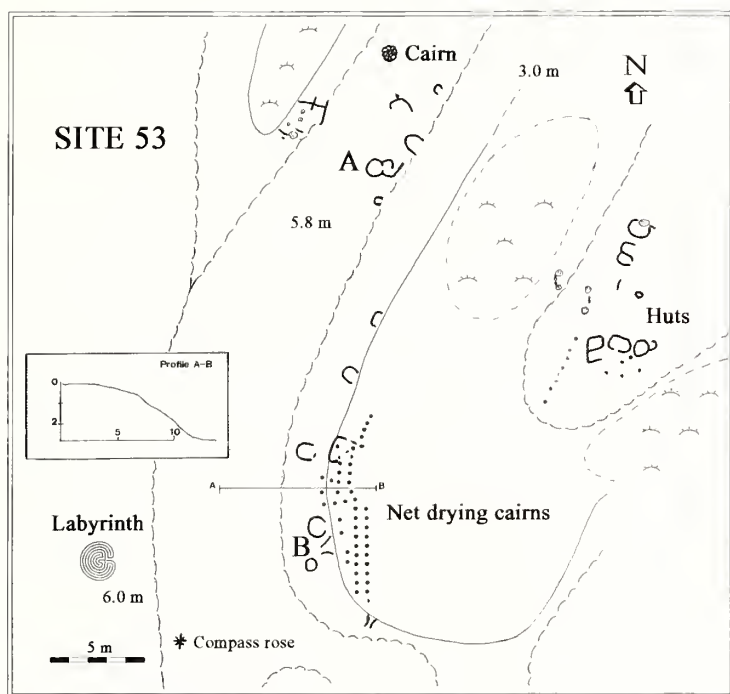 Cairn
3.0 m
N
SITE 53
A
5.8 m
Huts
Profile A-B
0
2
5
10
A
B
Net drying cairns
Labyrinth
B
6.0 m
5 m
Compass rose